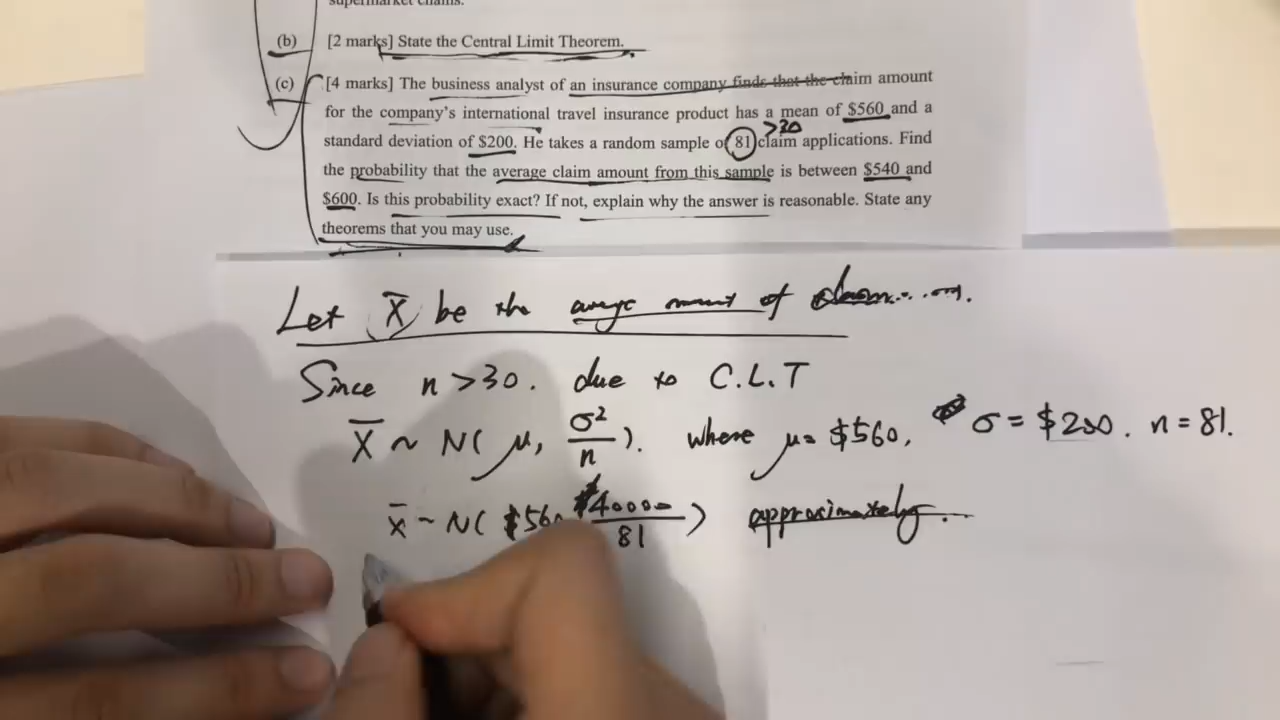 supermarket chains.
(b) [2 marks] State the Central Limit Theorem.
(c) [4 marks] The business analyst of an insurance company finds that the claim amount
for the company's international travel insurance product has a mean of $560 and a
>30
standard deviation of $200. He takes a random sample of 81 claim applications. Find
the probability that the average claim amount from this sample is between $540 and
$600. Is this probability exact? If not, explain why the answer is reasonable. State any
theorems that you may use.
Let X̄ be the of
Since n >30. due to C.L.T
X̄ ~ N( μ, σ²/n ). where μ= $560, σ = $200. n = 81.
X̄ ~ N( $560 $40000/81 ) approximately.